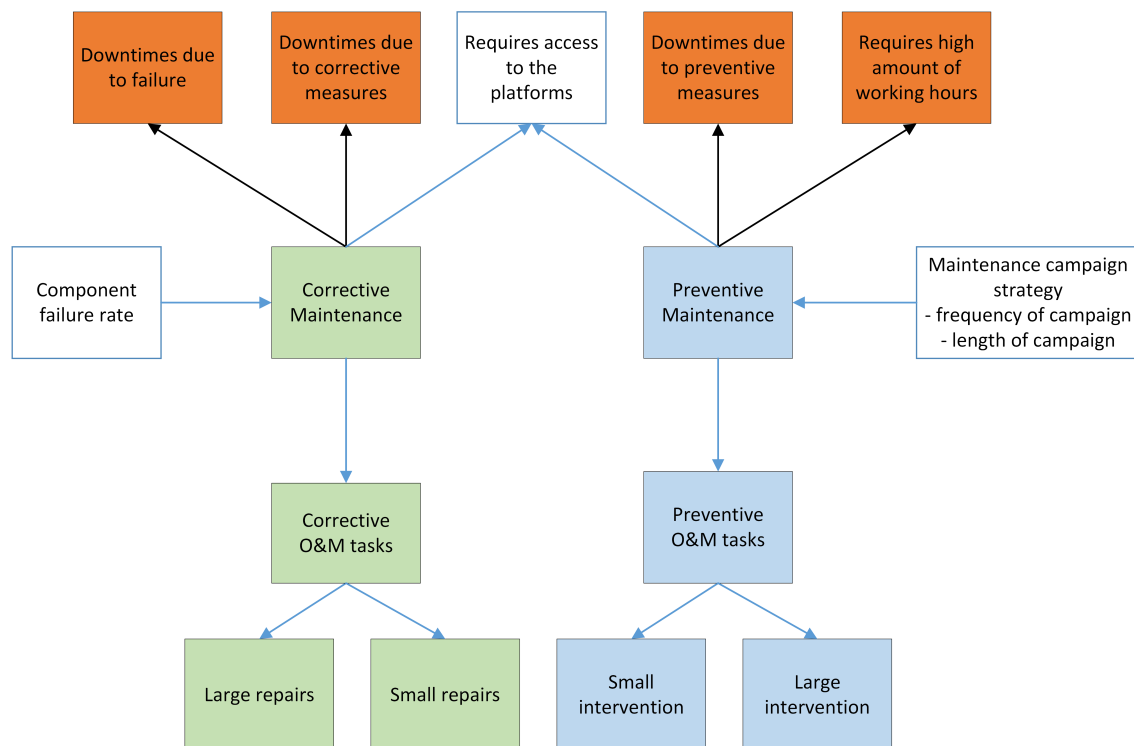 Downtimes due
to failure
Downtimes due
to corrective
measures
Requires access
to the
platforms
Downtimes due
to preventive
measures
Requires high
amount of
working hours
Component
failure rate
Corrective
Maintenance
Preventive
Maintenance
Maintenance campaign
strategy
- frequency of campaign
- length of campaign
Corrective
O&M tasks
Preventive
O&M tasks
Large repairs
Small repairs
Small
intervention
Large
intervention